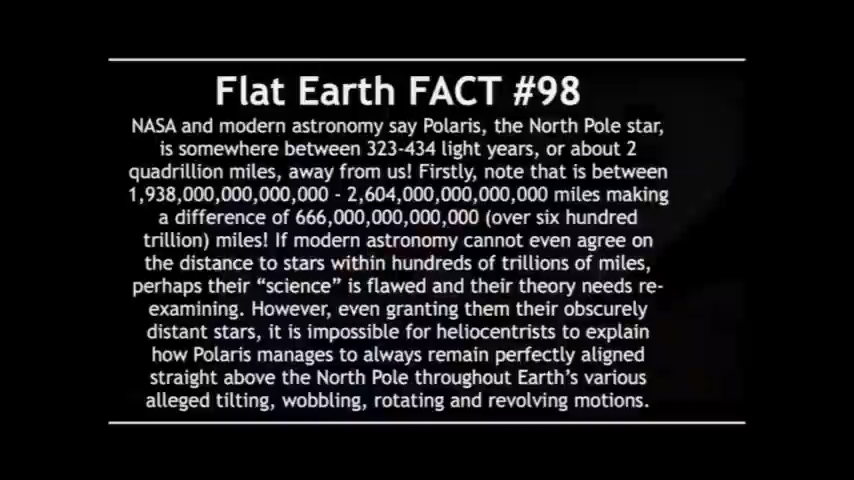 Flat Earth FACT #98
NASA and modern astronomy say Polaris, the North Pole star,
is somewhere between 323-434 light years, or about 2
quadrillion miles, away from us! Firstly, note that is between
1,938,000,000,000,000 - 2,604,000,000,000,000 miles making
a difference of 666,000,000,000,000 (over six hundred
trillion) miles! If modern astronomy cannot even agree on
the distance to stars within hundreds of trillions of miles,
perhaps their “science” is flawed and their theory needs re-
examining. However, even granting them their obscurely
distant stars, it is impossible for heliocentrists to explain
how Polaris manages to always remain perfectly aligned
straight above the North Pole throughout Earth’s various
alleged tilting, wobbling, rotating and revolving motions.